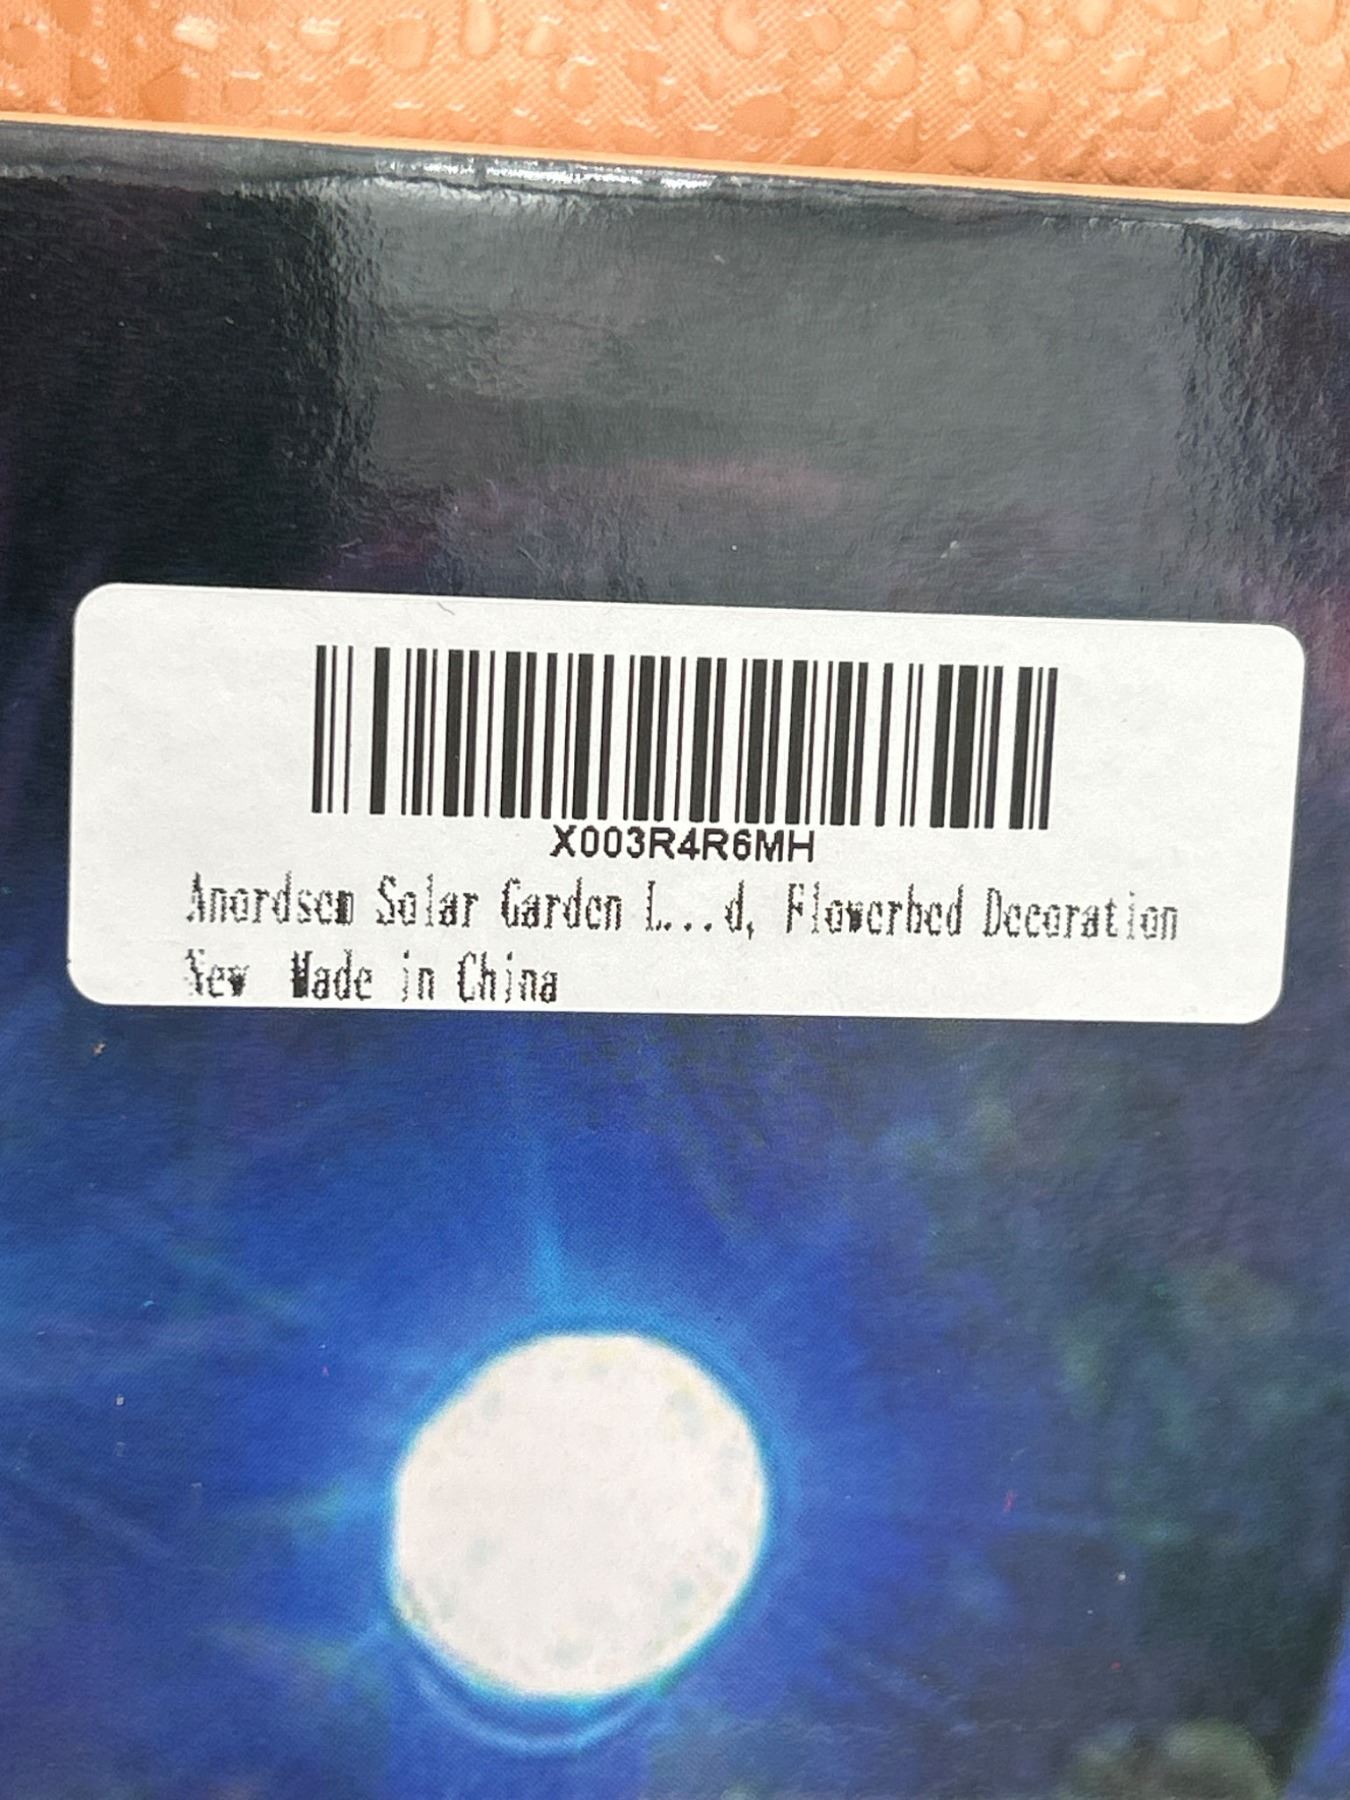 X003R4R6MH
Anordsem Solar Garden L...d, Flowerbed Decoration
New Made in China